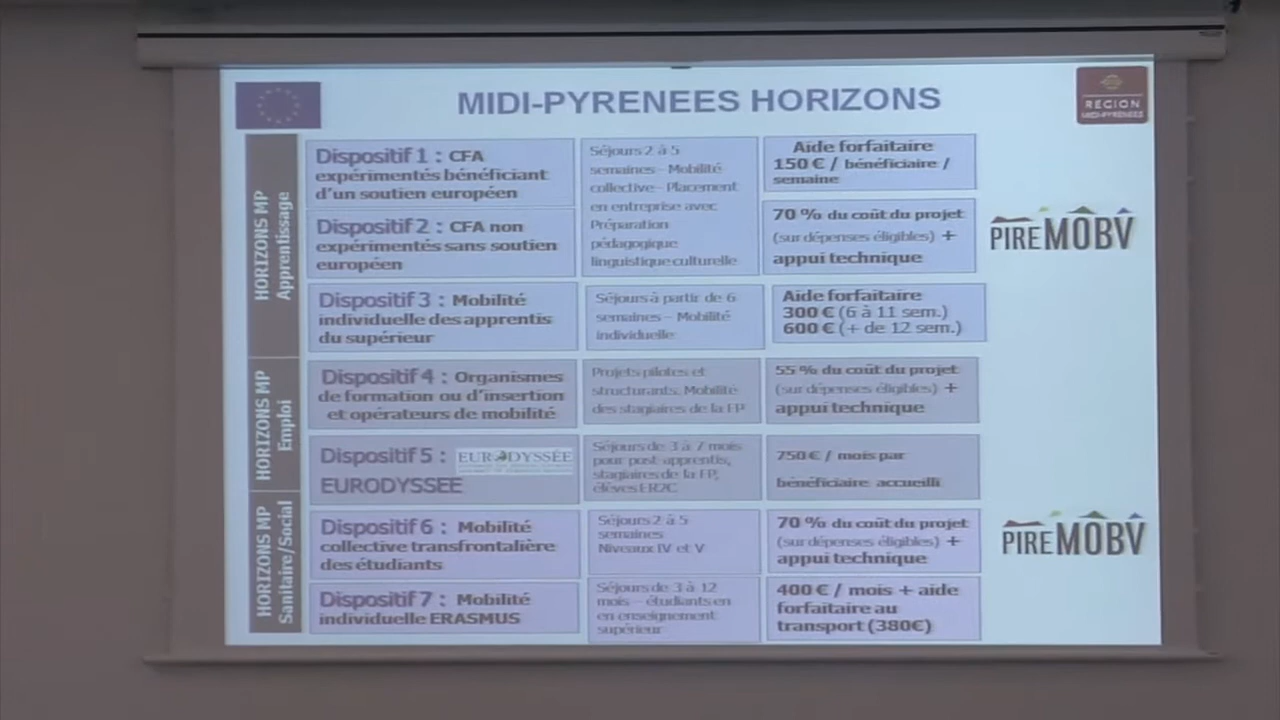 MIDI-PYRENEES HORIZONS
RÉGION
MIDI-PYRÉNÉES
HORIZONS MP
Apprentissage
Dispositif 1 : CFA
expérimentés bénéficiant
d'un soutien européen
Séjours 2 à 5
semaines – Mobilité
collective – Placement
en entreprise avec
Préparation
pédagogique
linguistique culturelle
Aide forfaitaire
150 € / bénéficiaire /
semaine
Dispositif 2 : CFA non
expérimentés sans soutien
européen
70 % du coût du projet
(sur dépenses éligibles) +
appui technique
PIREMOBV
Dispositif 3 : Mobilité
individuelle des apprentis
du supérieur
Séjours à partir de 6
semaines – Mobilité
individuelle
Aide forfaitaire
300 € (6 à 11 sem.)
600 € (+ de 12 sem.)
HORIZONS MP
Emploi
Dispositif 4 : Organismes
de formation ou d'insertion
et opérateurs de mobilité
Projets pilotes et
structurants. Mobilité
des stagiaires de la FP
55 % du coût du projet
(sur dépenses éligibles) +
appui technique
Dispositif 5 : EURODYSSÉE
EURODYSSEE
Séjours de 3 à 7 mois
pour post-apprentis,
stagiaires de la FP,
élèves ER2C
750 € / mois par
bénéficiaire accueilli
HORIZONS MP
Sanitaire/Social
Dispositif 6 : Mobilité
collective transfrontalière
des étudiants
Séjours 2 à 5
semaines
Niveaux IV et V
70 % du coût du projet
(sur dépenses éligibles) +
appui technique
PIREMOBV
Dispositif 7 : Mobilité
individuelle ERASMUS
Séjours de 3 à 12
mois – étudiants en
en enseignement
supérieur
400 € / mois + aide
forfaitaire au
transport (380€)